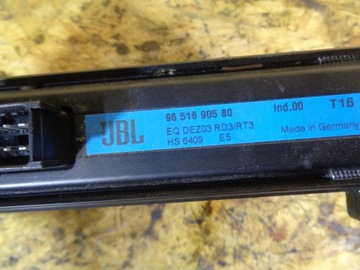 JBL
96 516 905 80 Ind.00 T16
EQ DEZ03 RD3/RT3 Made in Germany
HS 6409 E5